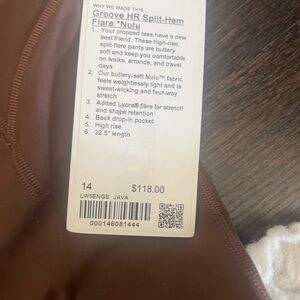 WHY WE MADE THIS
Groove HR Split-Hem
Flare *Nulu
1. Your cropped tees have a new
best friend. These high-rise,
split-flare pants are buttery
soft and keep you comfortable
on walks, errands, and travel
days
2. Our buttery-soft Nulu™ fabric
feels weightlessly light and is
sweat-wicking and four-way
stretch
3. Added Lycra® fibre for stretch
and shape retention
4. Back drop-in pocket
5. High rise
6. 32.5" length
14 $118.00
LW5ENGS JAVA
000146081444